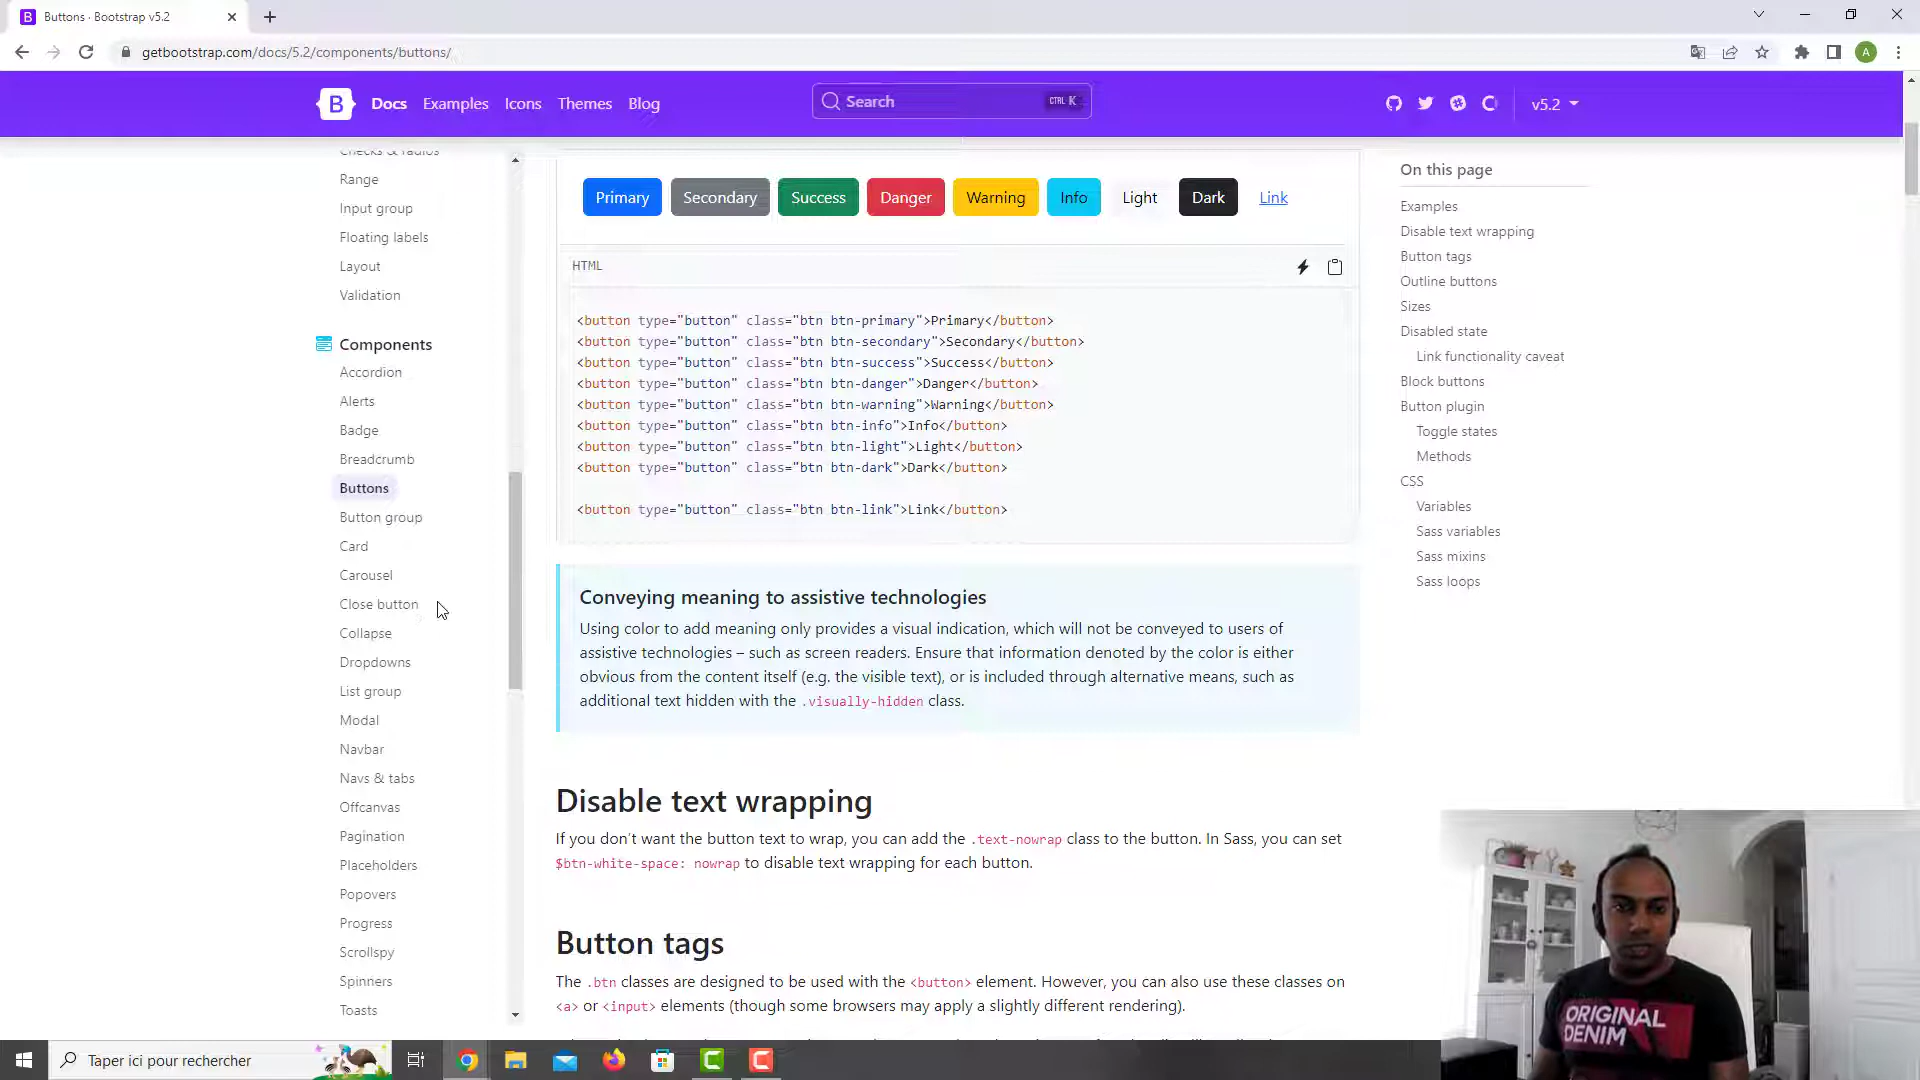 Buttons · Bootstrap v5.2
getbootstrap.com/docs/5.2/components/buttons/
A
B
Docs
Examples
Icons
Themes
Blog
Search
CTRL K
v5.2
Checks & radios
Range
Input group
Floating labels
Layout
Validation
Components
Accordion
Alerts
Badge
Breadcrumb
Buttons
Button group
Card
Carousel
Close button
Collapse
Dropdowns
List group
Modal
Navbar
Navs & tabs
Offcanvas
Pagination
Placeholders
Popovers
Progress
Scrollspy
Spinners
Toasts
Primary
Secondary
Success
Danger
Warning
Info
Light
Dark
Link
HTML
<button type="button" class="btn btn-primary">Primary</button>
<button type="button" class="btn btn-secondary">Secondary</button>
<button type="button" class="btn btn-success">Success</button>
<button type="button" class="btn btn-danger">Danger</button>
<button type="button" class="btn btn-warning">Warning</button>
<button type="button" class="btn btn-info">Info</button>
<button type="button" class="btn btn-light">Light</button>
<button type="button" class="btn btn-dark">Dark</button>
<button type="button" class="btn btn-link">Link</button>
Conveying meaning to assistive technologies
Using color to add meaning only provides a visual indication, which will not be conveyed to users of
assistive technologies – such as screen readers. Ensure that information denoted by the color is either
obvious from the content itself (e.g. the visible text), or is included through alternative means, such as
additional text hidden with the .visually-hidden class.
Disable text wrapping
If you don't want the button text to wrap, you can add the .text-nowrap class to the button. In Sass, you can set
$btn-white-space: nowrap to disable text wrapping for each button.
Button tags
The .btn classes are designed to be used with the <button> element. However, you can also use these classes on
<a> or <input> elements (though some browsers may apply a slightly different rendering).
On this page
Examples
Disable text wrapping
Button tags
Outline buttons
Sizes
Disabled state
Link functionality caveat
Block buttons
Button plugin
Toggle states
Methods
CSS
Variables
Sass variables
Sass mixins
Sass loops
ORIGINAL
DENIM
Taper ici pour rechercher